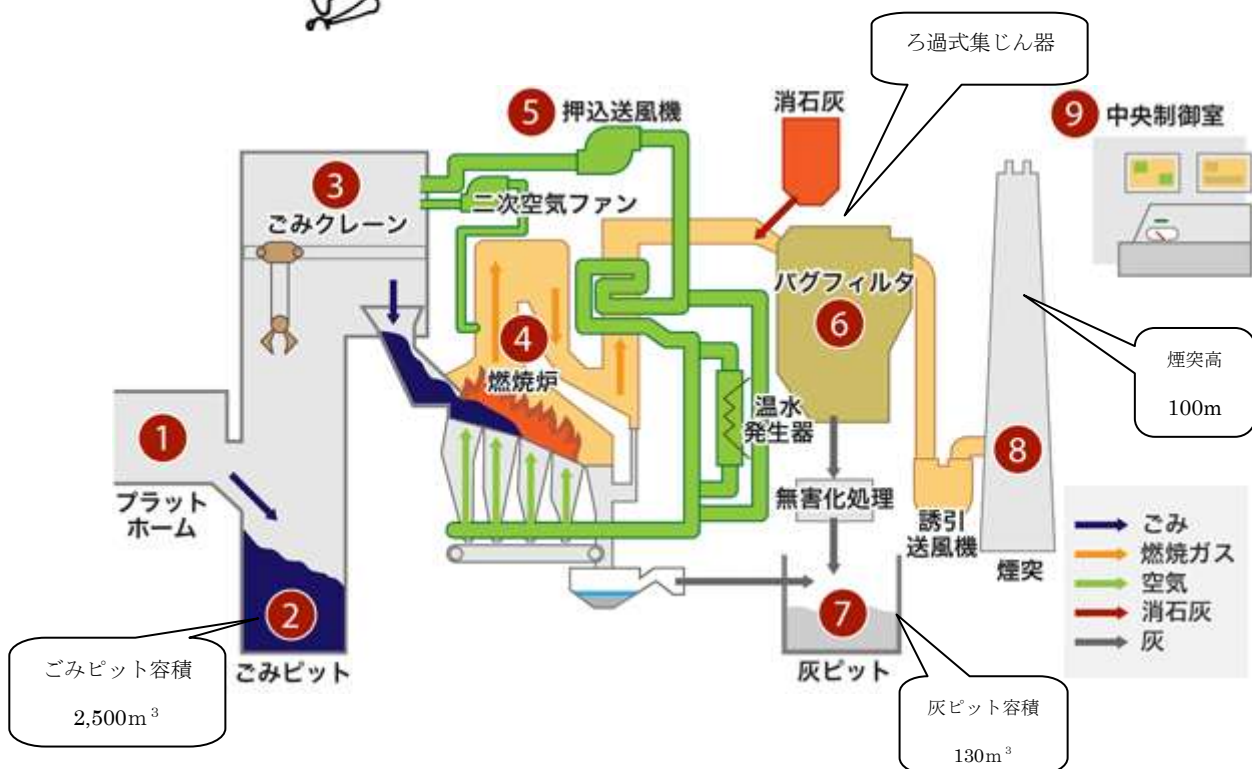 ろ過式集じん器
5 押込送風機
消石灰
9 中央制御室
3
ごみクレーン
二次空気ファン
バグフィルタ
6
4
燃焼炉
煙突高
100m
温水
発生器
1
プラット
ホーム
8
無害化処理
誘引
送風機
煙突
ごみ
燃焼ガス
空気
消石灰
灰
2
ごみピット
ごみピット容積
2,500m³
7
灰ピット
灰ピット容積
130m³